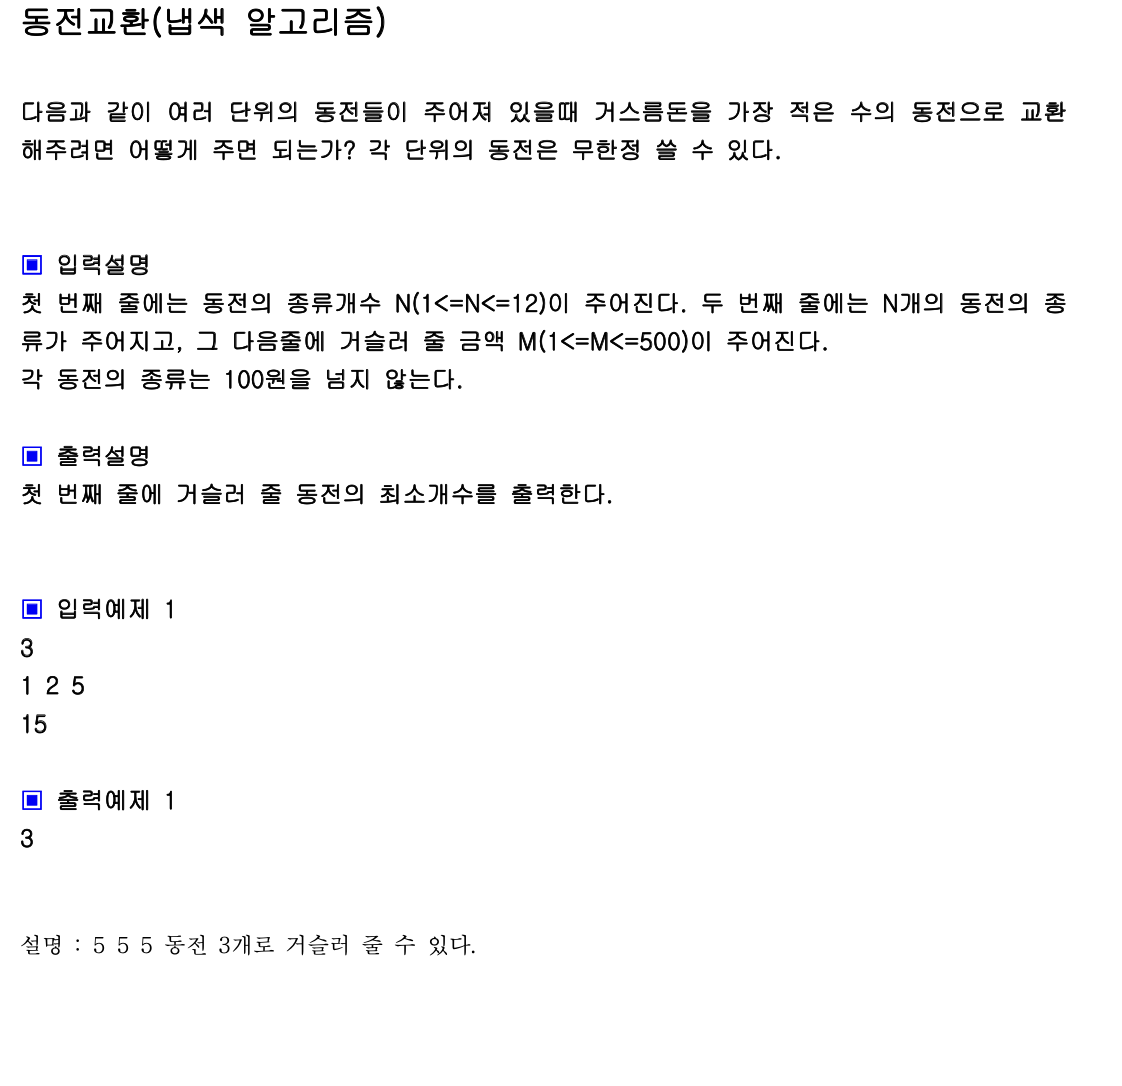 동전교환(냅색 알고리즘)
다음과 같이 여러 단위의 동전들이 주어져 있을때 거스름돈을 가장 적은 수의 동전으로 교환
해주려면 어떻게 주면 되는가? 각 단위의 동전은 무한정 쓸 수 있다.
▣ 입력설명
첫 번째 줄에는 동전의 종류개수 N(1<=N<=12)이 주어진다. 두 번째 줄에는 N개의 동전의 종
류가 주어지고, 그 다음줄에 거슬러 줄 금액 M(1<=M<=500)이 주어진다.
각 동전의 종류는 100원을 넘지 않는다.
▣ 출력설명
첫 번째 줄에 거슬러 줄 동전의 최소개수를 출력한다.
▣ 입력예제 1
3
1 2 5
15
▣ 출력예제 1
3
설명 : 5 5 5 동전 3개로 거슬러 줄 수 있다.